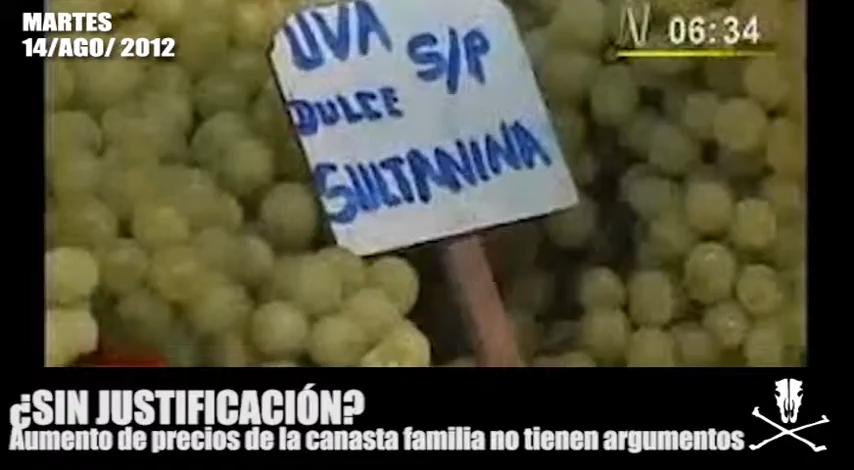 MARTES
14/AGO/ 2012
N 06:34
UVA S/P
DULCE
SULTANINA
¿SIN JUSTIFICACIÓN?
Aumento de precios de la canasta familia no tienen argumentos